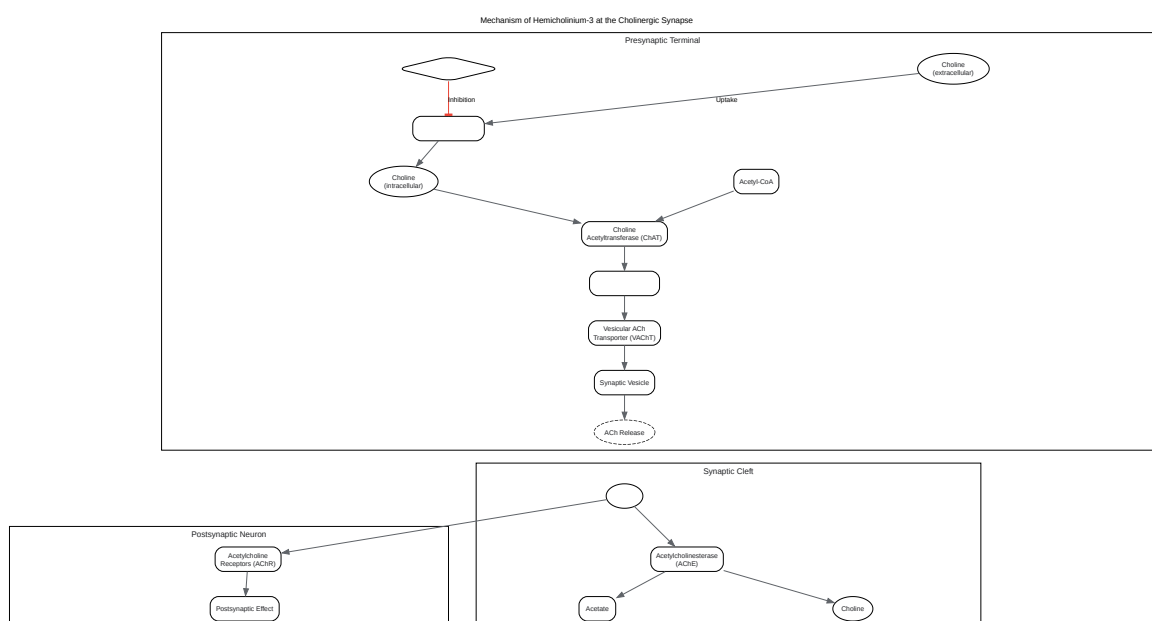 Mechanism of Hemicholinium-3 at the Cholinergic Synapse
Presynaptic Terminal
Choline
(extracellular)
Inhibition
Uptake
Choline
(intracellular)
Acetyl-CoA
Choline
Acetyltransferase (ChAT)
Vesicular ACh
Transporter (VAChT)
Synaptic Vesicle
ACh Release
Synaptic Cleft
Postsynaptic Neuron
Acetylcholine
Receptors (AChR)
Acetylcholinesterase
(AChE)
Postsynaptic Effect
Acetate
Choline